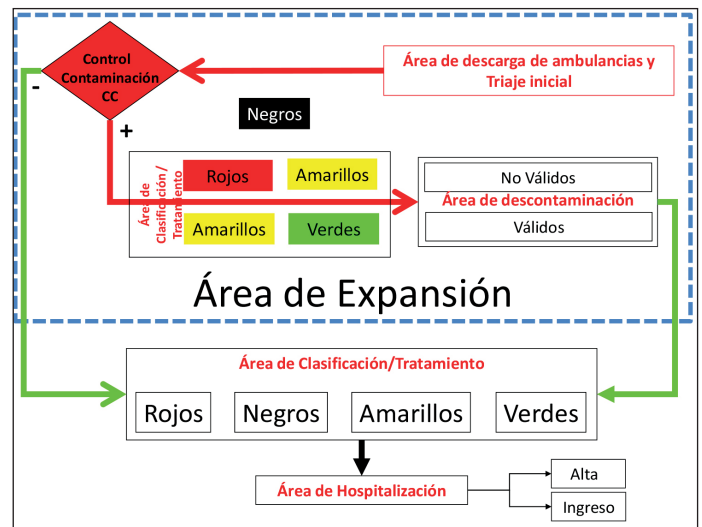 Control
Contaminación
CC
Área de descarga de ambulancias y
Triaje inicial
-
+
Negros
Área de
Clasificación/
Tratamiento
Rojos
Amarillos
Amarillos
Verdes
No Válidos
Área de descontaminación
Válidos
Área de Expansión
Área de Clasificación/Tratamiento
Rojos
Negros
Amarillos
Verdes
Área de Hospitalización
Alta
Ingreso